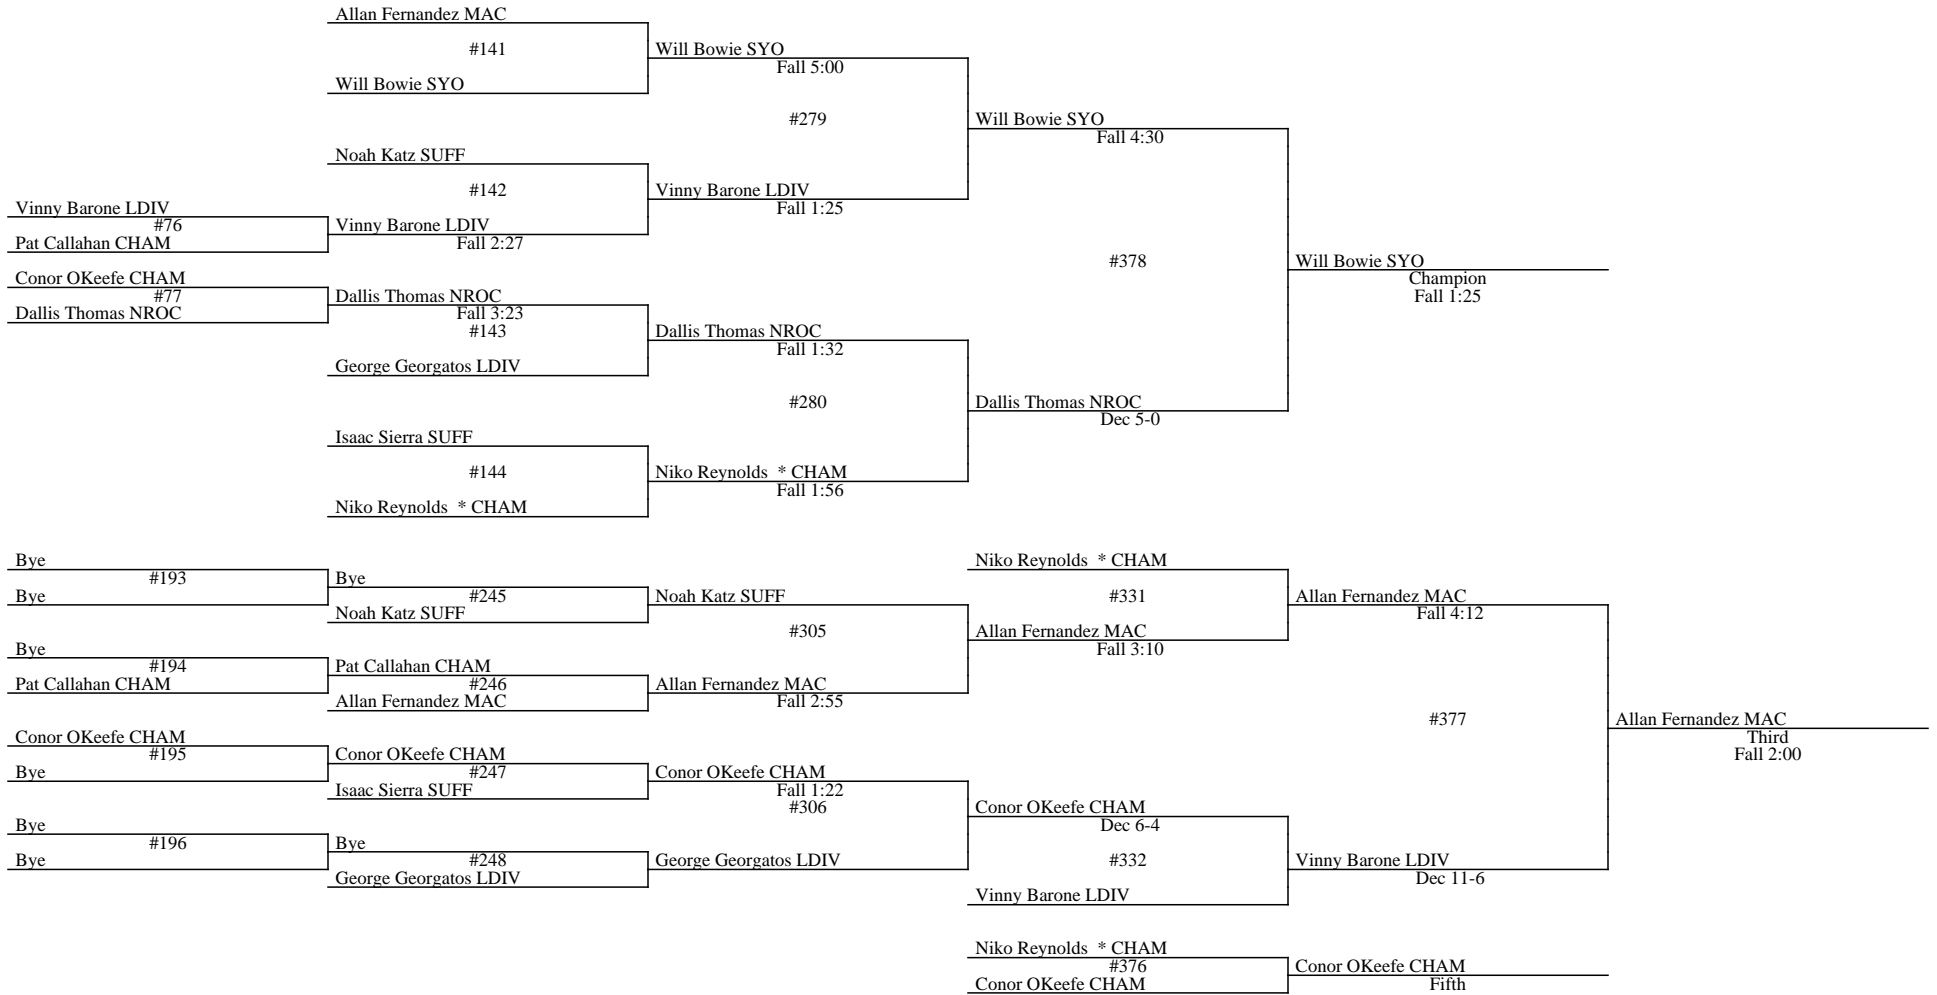 Allan Fernandez MAC
#141
Will Bowie SYO
Fall 5:00
Will Bowie SYO
#279
Will Bowie SYO
Fall 4:30
Noah Katz SUFF
#142
Vinny Barone LDIV
Fall 1:25
Vinny Barone LDIV
#76
Vinny Barone LDIV
Fall 2:27
Pat Callahan CHAM
#378
Will Bowie SYO
Champion
Fall 1:25
Conor OKeefe CHAM
#77
Dallis Thomas NROC
Fall 3:23
Dallis Thomas NROC
#143
Dallis Thomas NROC
Fall 1:32
George Georgatos LDIV
#280
Dallis Thomas NROC
Dec 5-0
Isaac Sierra SUFF
#144
Niko Reynolds * CHAM
Fall 1:56
Niko Reynolds * CHAM
Bye
#193
Bye
Bye
#245
Noah Katz SUFF
Noah Katz SUFF
#305
Niko Reynolds * CHAM
#331
Allan Fernandez MAC
Fall 3:10
Allan Fernandez MAC
Fall 4:12
Bye
#194
Pat Callahan CHAM
Pat Callahan CHAM
#246
Allan Fernandez MAC
Allan Fernandez MAC
Fall 2:55
#377
Allan Fernandez MAC
Third
Fall 2:00
Conor OKeefe CHAM
#195
Bye
Conor OKeefe CHAM
#247
Isaac Sierra SUFF
Conor OKeefe CHAM
Fall 1:22
#306
Conor OKeefe CHAM
Dec 6-4
#332
Vinny Barone LDIV
Vinny Barone LDIV
Dec 11-6
Bye
#196
Bye
Bye
#248
George Georgatos LDIV
George Georgatos LDIV
Niko Reynolds * CHAM
#376
Conor OKeefe CHAM
Conor OKeefe CHAM
Fifth